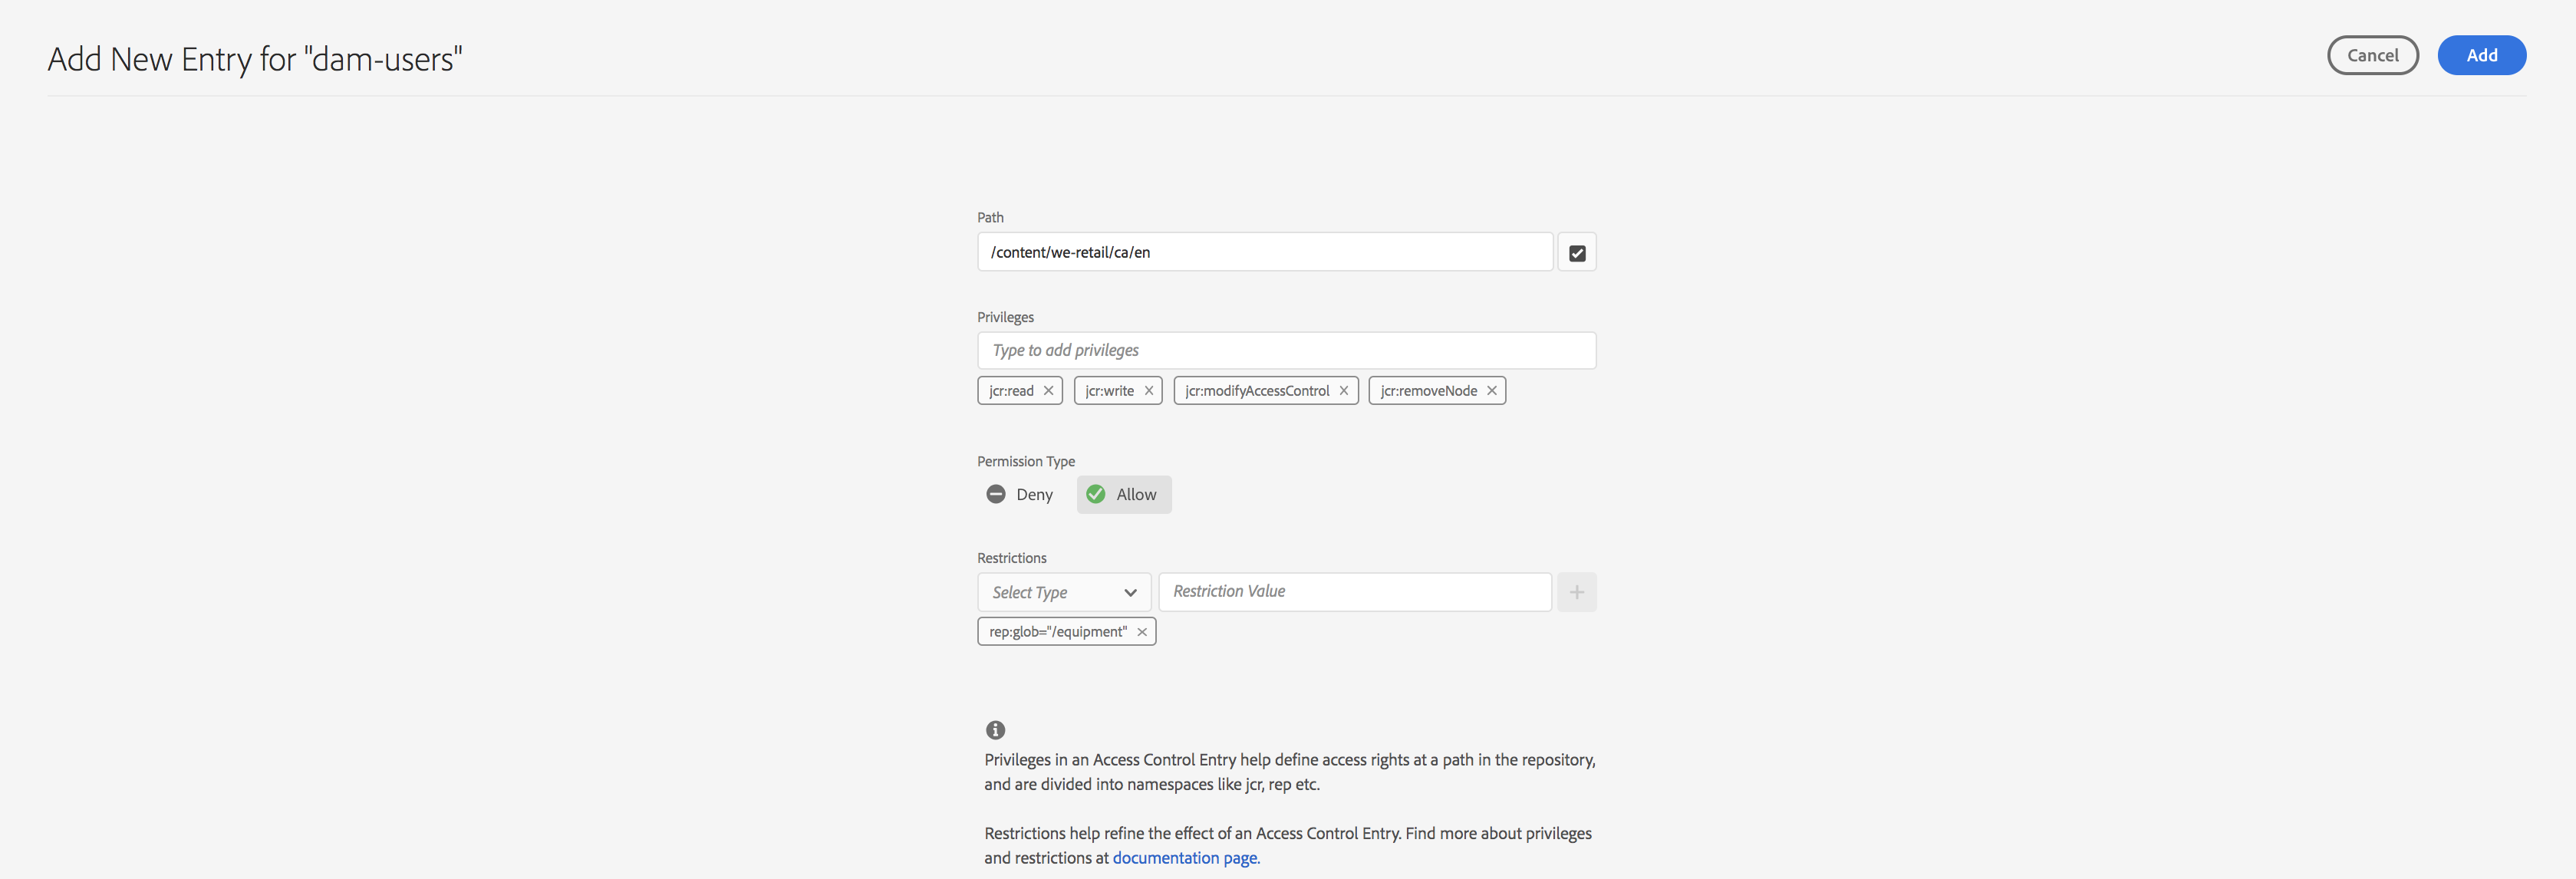 Add New Entry for "dam-users"
Cancel
Add
Path
/content/we-retail/ca/en
Privileges
Type to add privileges
jcr:read
jcr:write
jcr:modifyAccessControl
jcr:removeNode
Permission Type
Deny
Allow
Restrictions
Select Type
Restriction Value
rep:glob="/equipment"
Privileges in an Access Control Entry help define access rights at a path in the repository,
and are divided into namespaces like jcr, rep etc.
Restrictions help refine the effect of an Access Control Entry. Find more about privileges
and restrictions at documentation page.